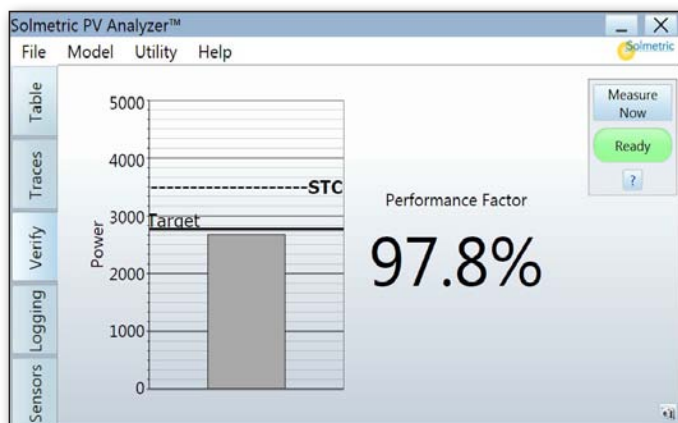 Solmetric PV Analyzer™
File Model Utility Help
Solmetric
Table
Traces
Verify
Logging
Sensors
Power
5000
4000
3000
2000
1000
0
STC
Target
Performance Factor
97.8%
Measure
Now
Ready
?